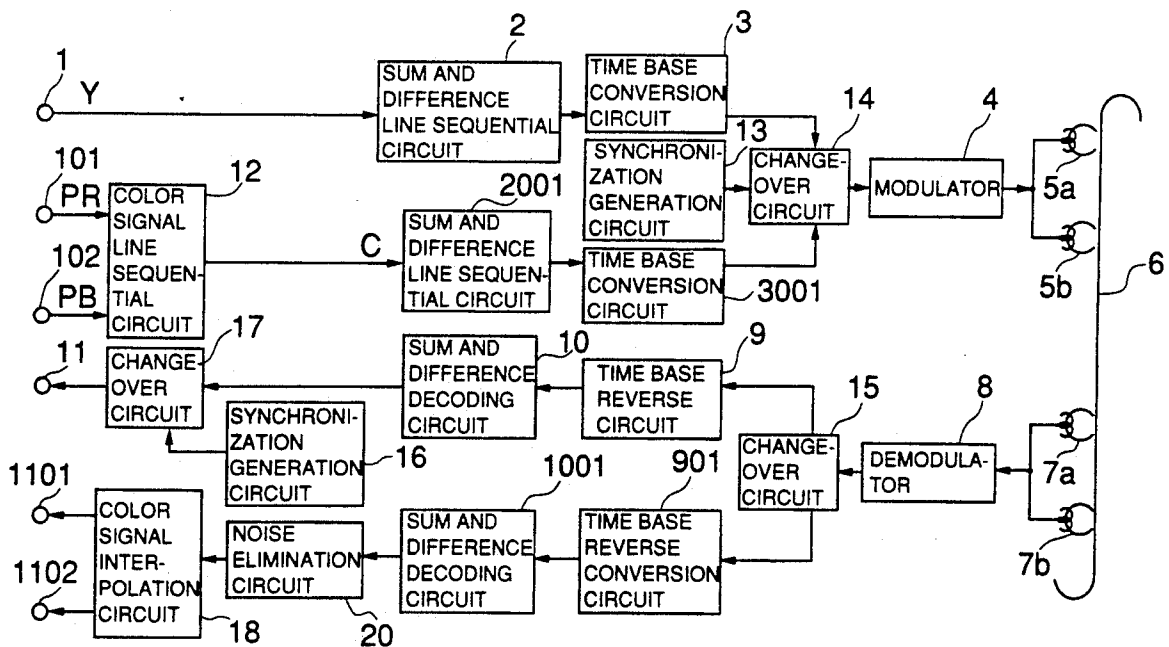 1
Y
2
SUM AND
DIFFERENCE
LINE SEQUENTIAL
CIRCUIT
3
TIME BASE
CONVERSION
CIRCUIT
13
SYNCHRONI-
ZATION
GENERATION
CIRCUIT
14
CHANGE-
OVER
CIRCUIT
4
MODULATOR
5a
5b
6
101
PR
102
PB
12
COLOR
SIGNAL
LINE
SEQUEN-
TIAL
CIRCUIT
C
2001
SUM AND
DIFFERENCE
LINE SEQUEN-
TIAL CIRCUIT
TIME BASE
CONVERSION
CIRCUIT
3001
11
17
CHANGE-
OVER
CIRCUIT
SYNCHRONI-
ZATION
GENERATION
CIRCUIT
16
10
SUM AND
DIFFERENCE
DECODING
CIRCUIT
9
TIME BASE
REVERSE
CIRCUIT
15
CHANGE-
OVER
CIRCUIT
8
DEMODULA-
TOR
7a
7b
1101
1102
COLOR
SIGNAL
INTER-
POLATION
CIRCUIT
18
NOISE
ELIMINATION
CIRCUIT
20
1001
SUM AND
DIFFERENCE
DECODING
CIRCUIT
901
TIME BASE
REVERSE
CONVERSION
CIRCUIT